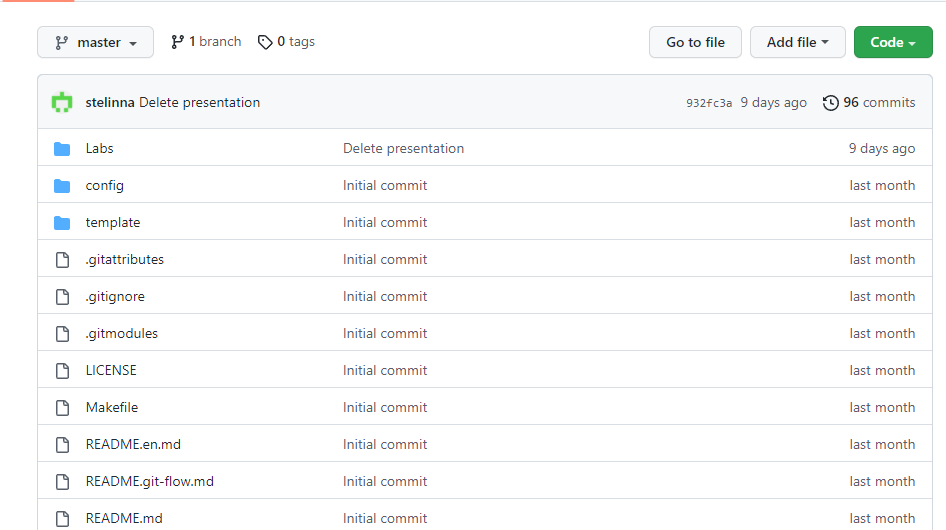 master 1 branch 0 tags Go to file Add file Code
stelinna Delete presentation 932fc3a 9 days ago 96 commits
Labs Delete presentation 9 days ago
config Initial commit last month
template Initial commit last month
.gitattributes Initial commit last month
.gitignore Initial commit last month
.gitmodules Initial commit last month
LICENSE Initial commit last month
Makefile Initial commit last month
README.en.md Initial commit last month
README.git-flow.md Initial commit last month
README.md Initial commit last month